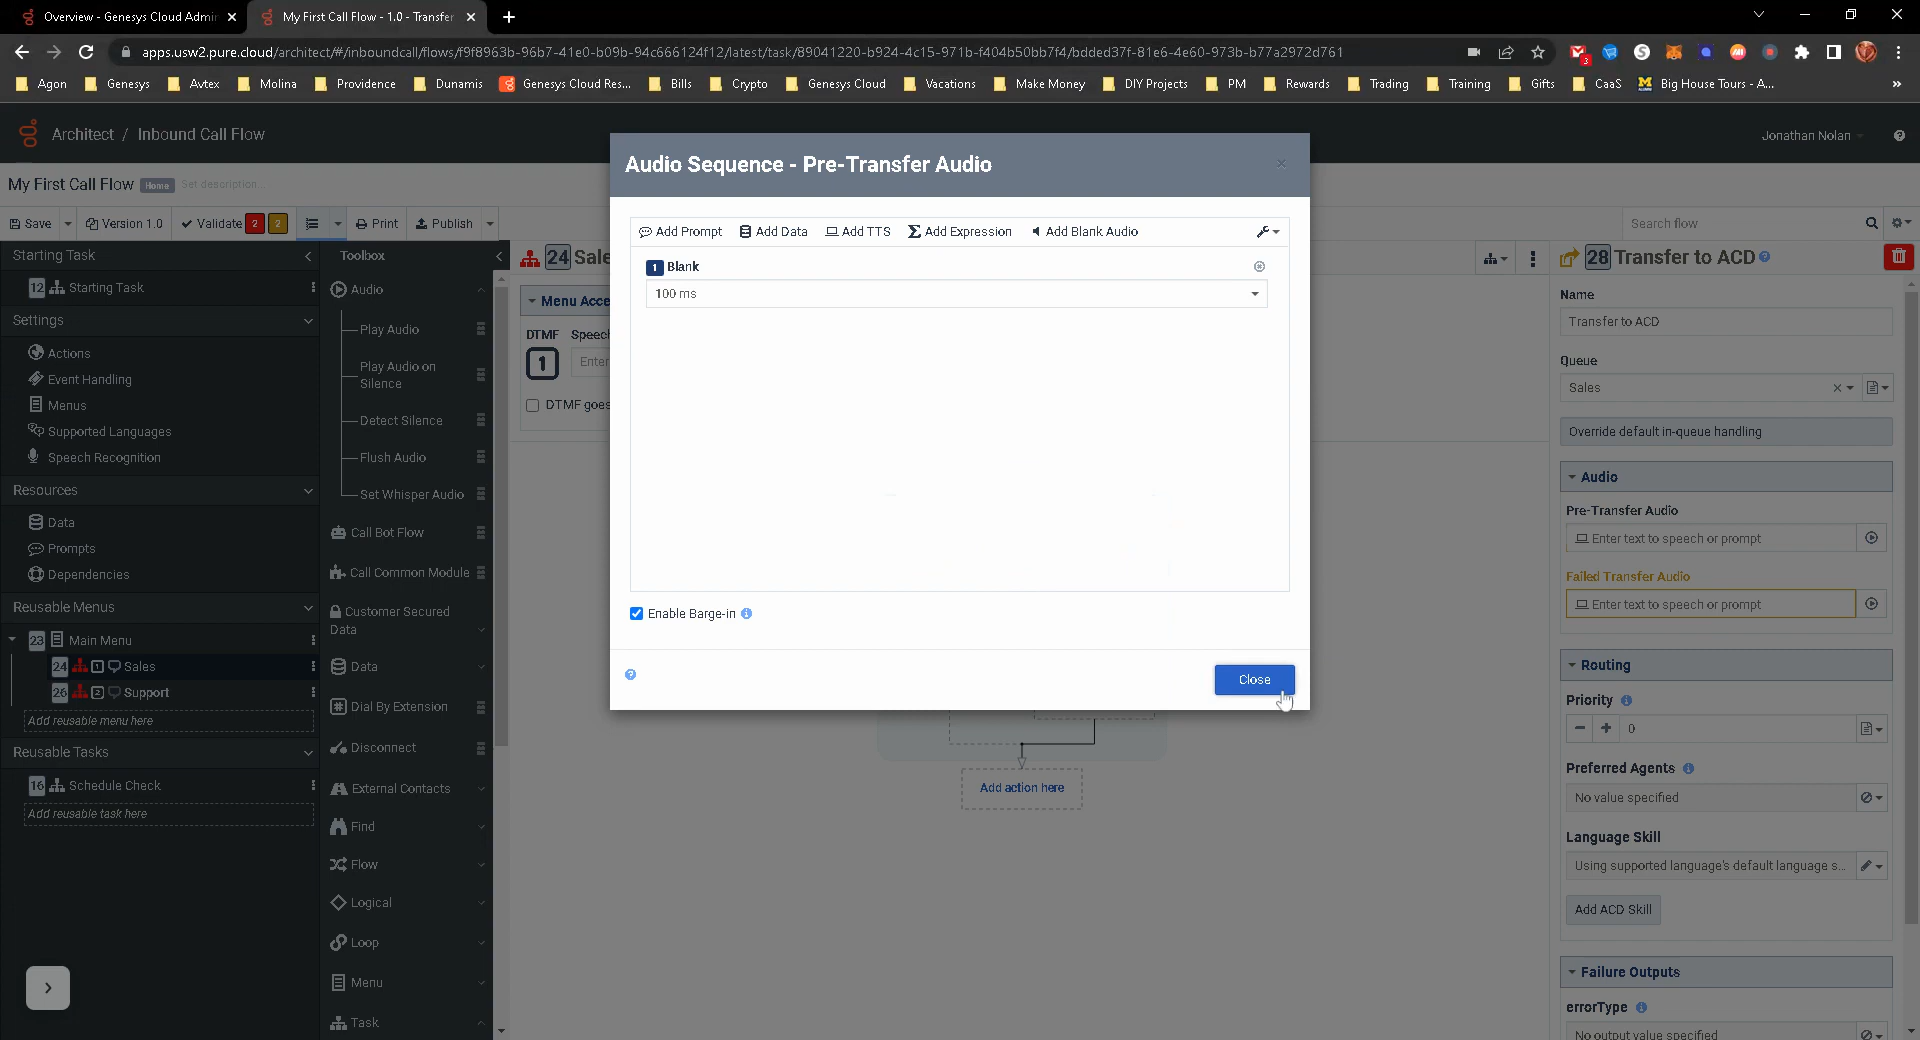 Overview - Genesys Cloud Admin
My First Call Flow - 1.0 - Transfer
apps.usw2.pure.cloud/architect/#/inboundcall/flows/f9f8963b-96b7-41e0-b09b-94c666124f12/latest/task/89041220-b924-4c15-971b-f404b50bb7f4/bdded37f-81e6-4e60-973b-b77a2972d761
3
Agon
Genesys
Avtex
Molina
Providence
Dunamis
Genesys Cloud Res...
Bills
Crypto
Genesys Cloud
Vacations
Make Money
DIY Projects
PM
Rewards
Trading
Training
Gifts
CaaS
Big House Tours - A...
»
Architect / Inbound Call Flow
Jonathan Nolan
My First Call Flow Home Set description...
Save
Version 1.0
Validate 2 2
Print
Publish
Search flow
Starting Task
12 Starting Task
Settings
Actions
Event Handling
Menus
Supported Languages
Speech Recognition
Resources
Data
Prompts
Dependencies
Reusable Menus
23 Main Menu
24 1 Sales
26 2 Support
Add reusable menu here
Reusable Tasks
16 Schedule Check
Add reusable task here
Toolbox
Audio
Play Audio
Play Audio on
Silence
Detect Silence
Flush Audio
Set Whisper Audio
Call Bot Flow
Call Common Module
Customer Secured
Data
Data
Dial By Extension
Disconnect
External Contacts
Find
Flow
Logical
Loop
Menu
Task
24 Sale
Menu Acce
DTMF Speech
1 Enter
DTMF goes
Add action here
Audio Sequence - Pre-Transfer Audio
Add Prompt
Add Data
Add TTS
Add Expression
Add Blank Audio
1 Blank
100 ms
Enable Barge-in
Close
28 Transfer to ACD
Name
Transfer to ACD
Queue
Sales
Override default in-queue handling
Audio
Pre-Transfer Audio
Enter text to speech or prompt
Failed Transfer Audio
Enter text to speech or prompt
Routing
Priority
0
Preferred Agents
No value specified
Language Skill
Using supported language's default language s...
Add ACD Skill
Failure Outputs
errorType
No output value specified